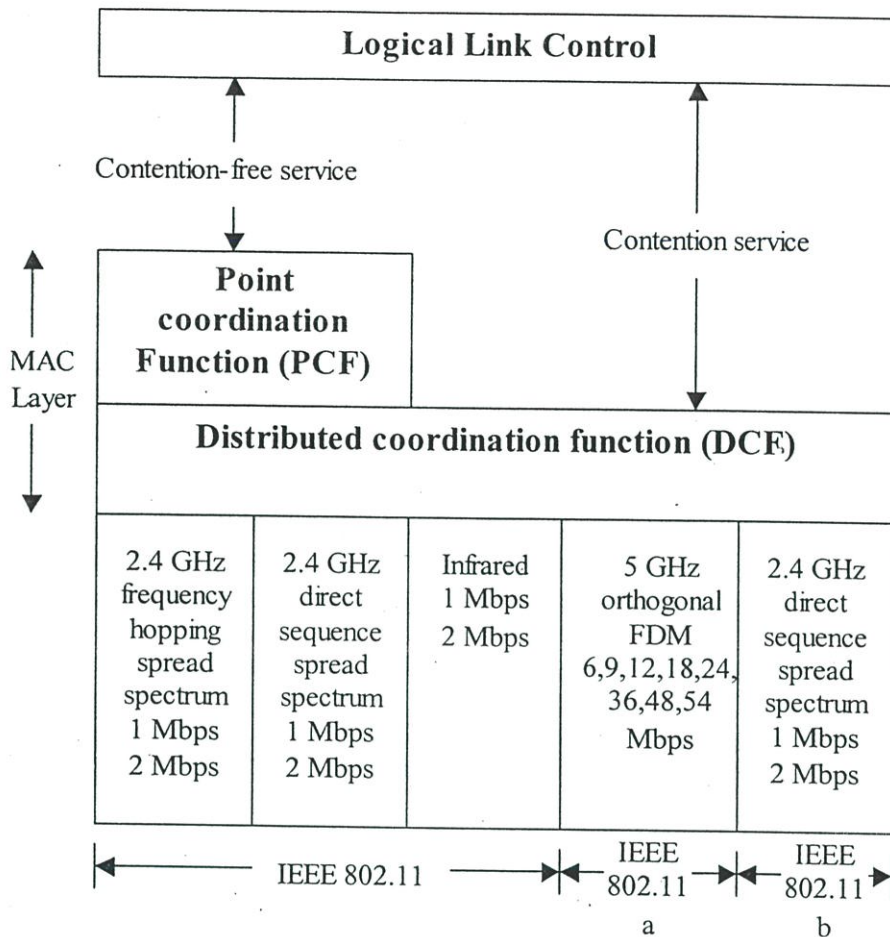 Logical Link Control
Contention-free service
Contention service
Point
coordination
Function (PCF)
MAC
Layer
Distributed coordination function (DCF)
2.4 GHz
frequency
hopping
spread
spectrum
1 Mbps
2 Mbps
2.4 GHz
direct
sequence
spread
spectrum
1 Mbps
2 Mbps
Infrared
1 Mbps
2 Mbps
5 GHz
orthogonal
FDM
6,9,12,18,24,
36,48,54
Mbps
2.4 GHz
direct
sequence
spread
spectrum
1 Mbps
2 Mbps
IEEE 802.11
IEEE
802.11
a
IEEE
802.11
b